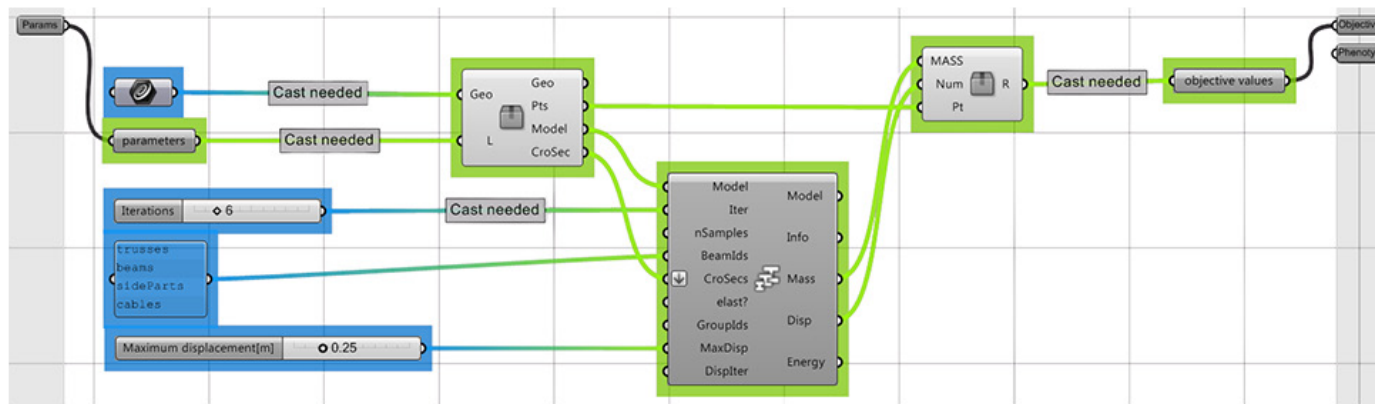 Params
Objectiv
Phenoty
Cast needed
parameters
Cast needed
Geo
L
Geo
Pts
Model
CroSec
MASS
Num
Pt
R
Cast needed
objective values
Iterations
6
Cast needed
trusses
beams
sideParts
cables
Maximum displacement[m]
0.25
Model
Iter
nSamples
BeamIds
CroSecs
elast?
GroupIds
MaxDisp
DispIter
Model
Info
Mass
Disp
Energy